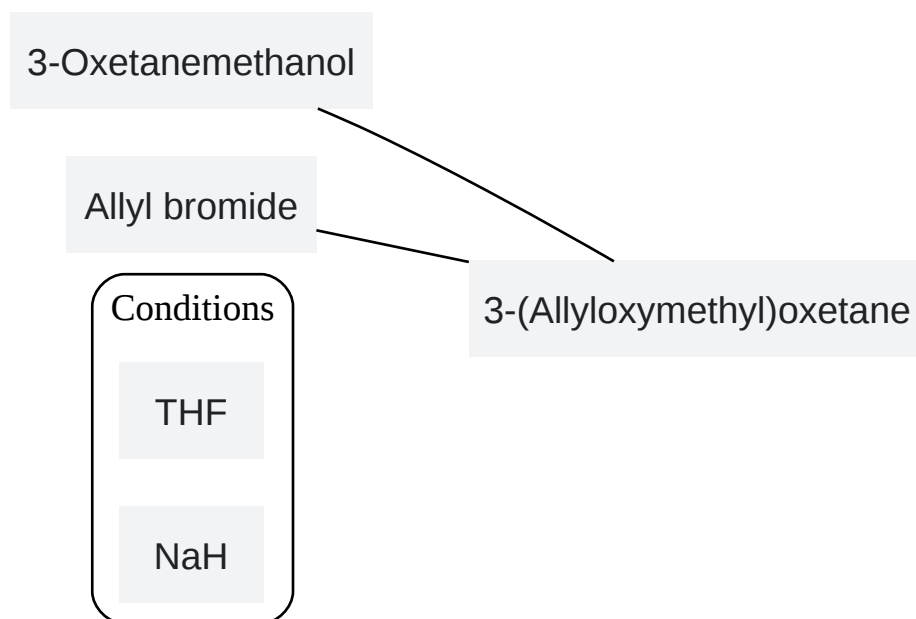 3-Oxetanemethanol
Allyl bromide
3-(Allyloxymethyl)oxetane
Conditions
THF
NaH